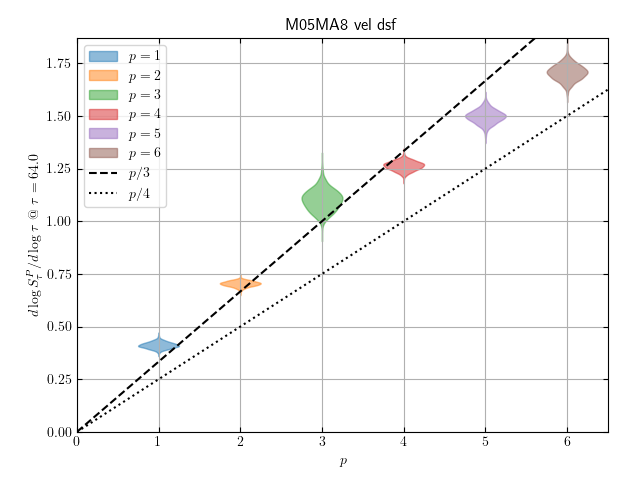 M05MA8 vel dsf
d log S_τ^P / d log τ @ τ = 64.0
1.75
1.50
1.25
1.00
0.75
0.50
0.25
0.00
p = 1
p = 2
p = 3
p = 4
p = 5
p = 6
p/3
p/4
0 1 2 3 4 5 6
p